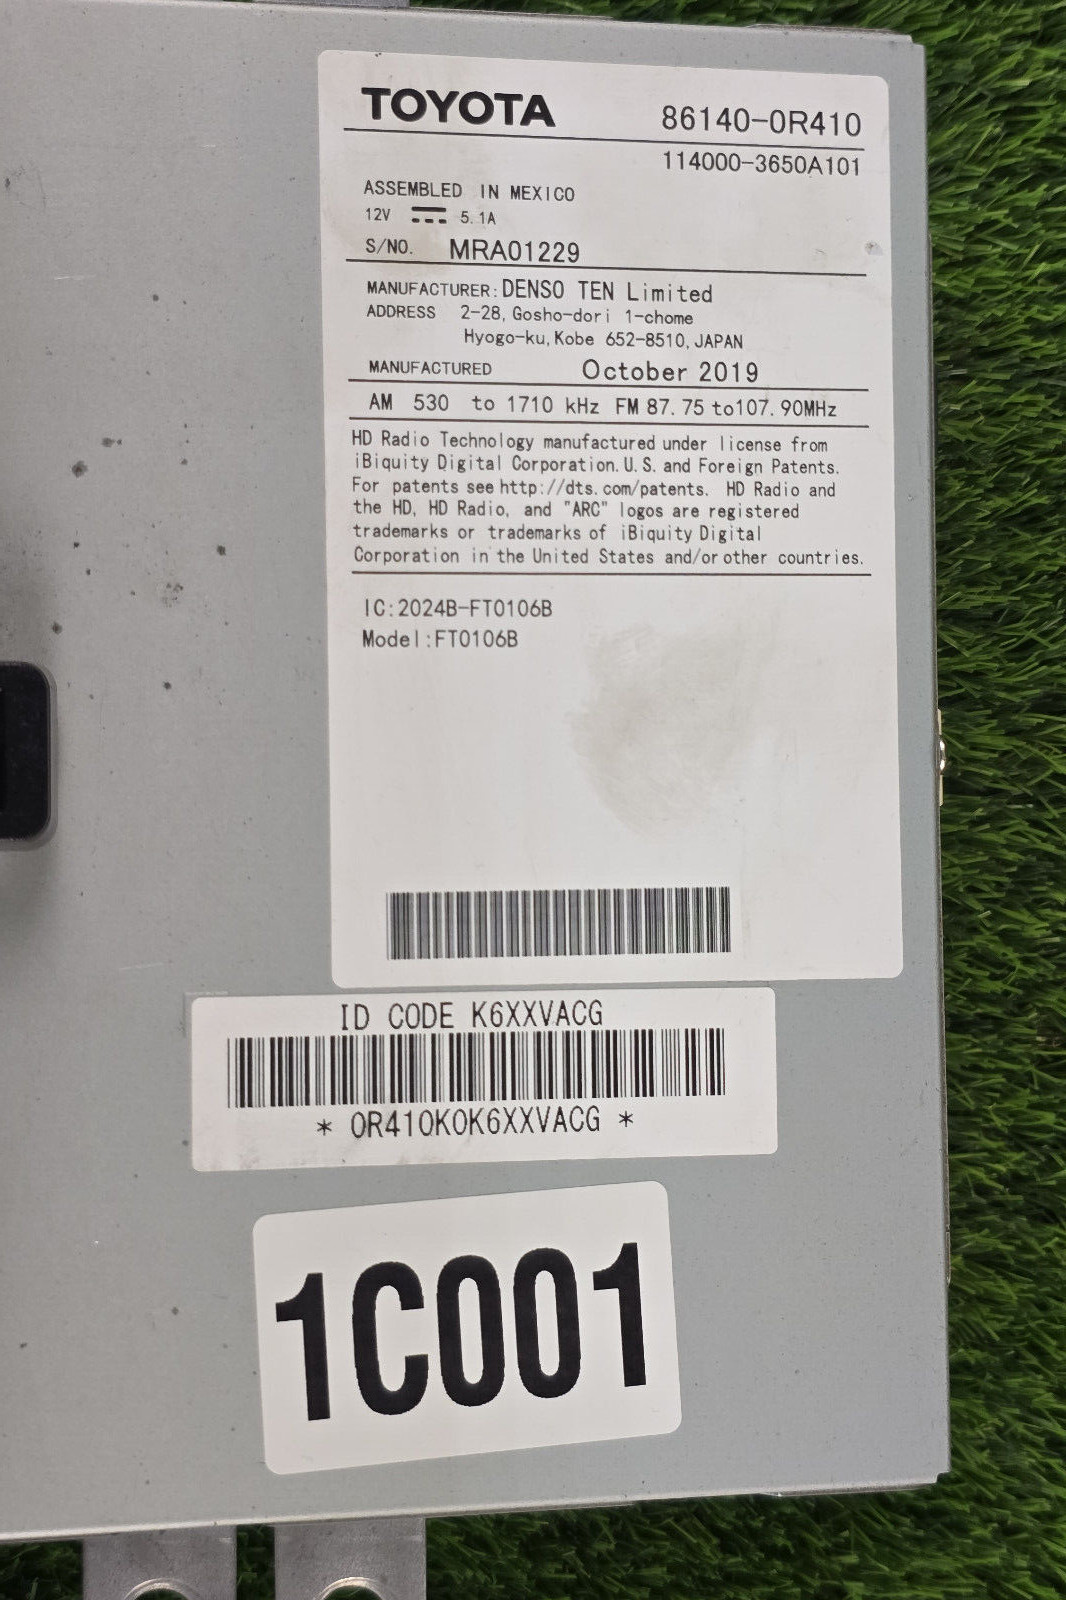 TOYOTA 86140-0R410
114000-3650A101
ASSEMBLED IN MEXICO
12V 5.1A
S/NO. MRA01229
MANUFACTURER: DENSO TEN Limited
ADDRESS 2-28, Gosho-dori 1-chome
Hyogo-ku, Kobe 652-8510, JAPAN
MANUFACTURED October 2019
AM 530 to 1710 kHz FM 87.75 to107.90MHz
HD Radio Technology manufactured under license from
iBiquity Digital Corporation. U.S. and Foreign Patents.
For patents see http://dts.com/patents. HD Radio and
the HD, HD Radio, and "ARC" logos are registered
trademarks or trademarks of iBiquity Digital
Corporation in the United States and/or other countries.
IC:2024B-FT0106B
Model:FT0106B
ID CODE K6XXVACG
* 0R410K0K6XXVACG *
1C001